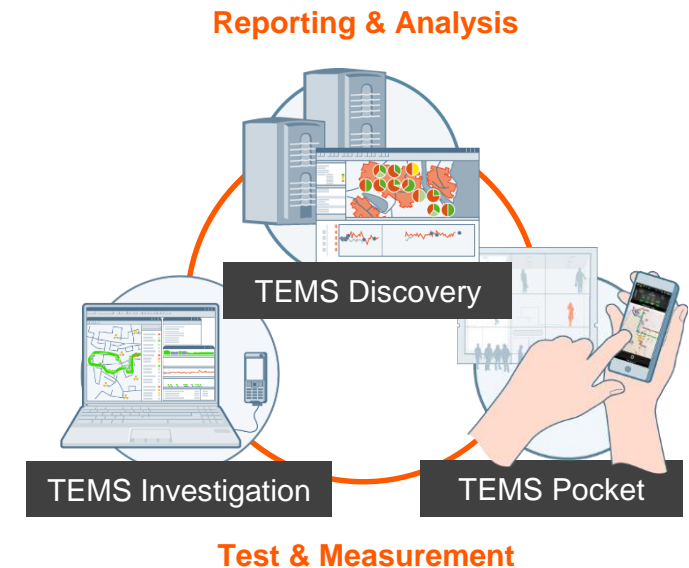 Reporting & Analysis
TEMS Discovery
TEMS Investigation
TEMS Pocket
Test & Measurement